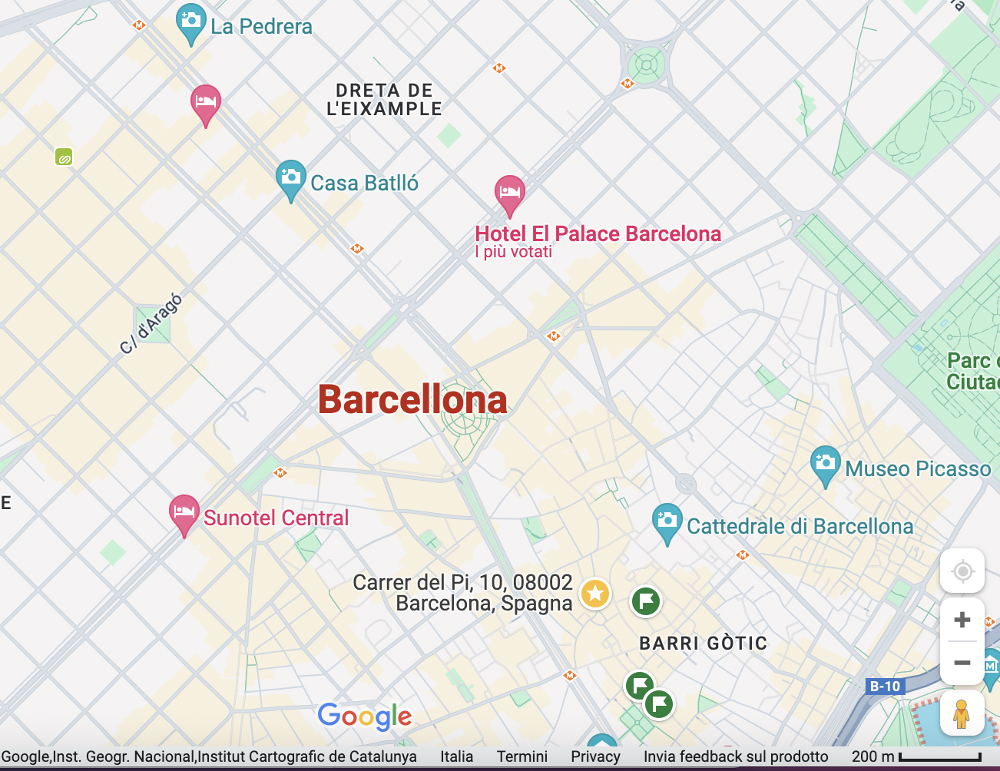 La Pedrera
DRETA DE
L'EIXAMPLE
Casa Batlló
Hotel El Palace Barcelona
I più votati
C/ d'Aragó
Parc
Barcellona
Museo Picasso
E
Sunotel Central
Cattedrale di Barcellona
Carrer del Pi, 10, 08002
Barcelona, Spagna
BARRI GÒTIC
B-10
Google
Google,Inst. Geogr. Nacional,Institut Cartografic de Catalunya
Italia
Termini
Privacy
Invia feedback sul prodotto
200 m